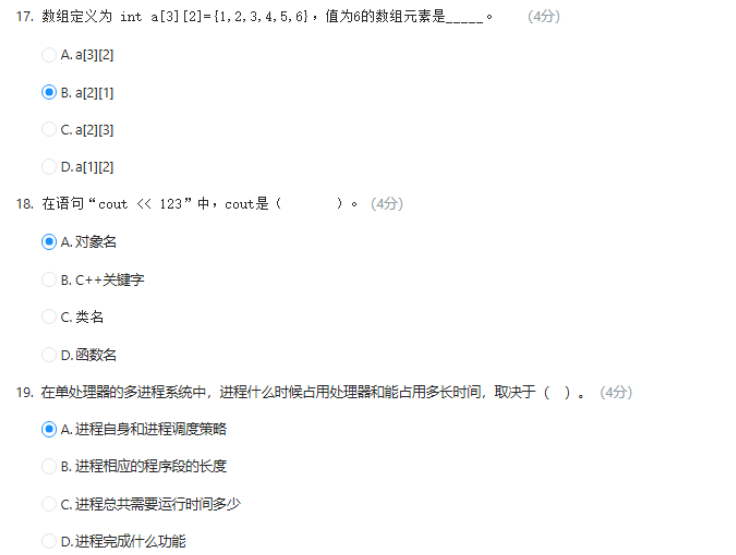 17. 数组定义为 int a[3][2]={1,2,3,4,5,6}，值为6的数组元素是_____。 (4分)
A. a[3][2]
B. a[2][1]
C. a[2][3]
D. a[1][2]
18. 在语句“cout << 123”中，cout是（ ）。 (4分)
A. 对象名
B. C++关键字
C. 类名
D. 函数名
19. 在单处理器的多进程系统中，进程什么时候占用处理器和能占用多长时间，取决于（ ）。 (4分)
A. 进程自身和进程调度策略
B. 进程相应的程序段的长度
C. 进程总共需要运行时间多少
D. 进程完成什么功能